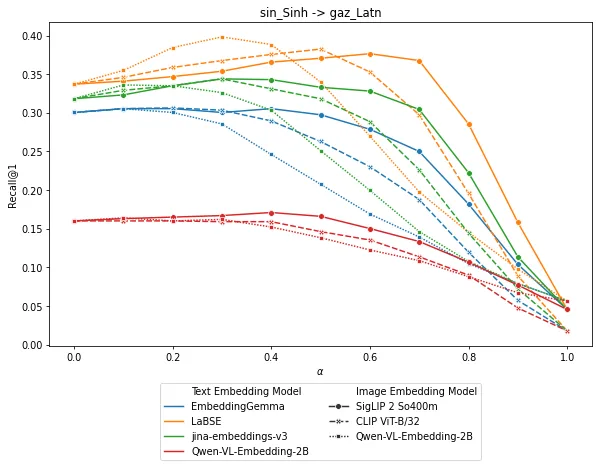 sin_Sinh -> gaz_Latn
Recall@1
0.40
0.35
0.30
0.25
0.20
0.15
0.10
0.05
0.00
0.0 0.2 0.4 0.6 0.8 1.0
α
Text Embedding Model Image Embedding Model
EmbeddingGemma SigLIP 2 So400m
LaBSE CLIP ViT-B/32
jina-embeddings-v3 Qwen-VL-Embedding-2B
Qwen-VL-Embedding-2B